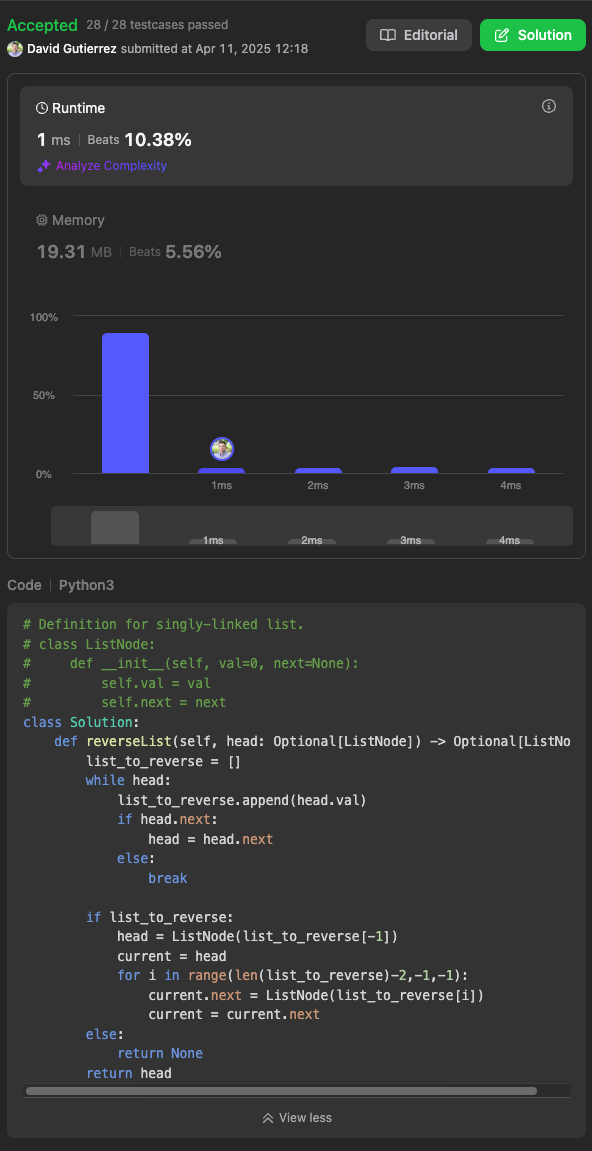 Accepted 28 / 28 testcases passed
David Gutierrez submitted at Apr 11, 2025 12:18
Editorial
Solution
Runtime
1 ms | Beats 10.38%
Analyze Complexity
Memory
19.31 MB | Beats 5.56%
100%
50%
0%
1ms 2ms 3ms 4ms
1ms 2ms 3ms 4ms
Code | Python3
# Definition for singly-linked list.
# class ListNode:
#     def __init__(self, val=0, next=None):
#         self.val = val
#         self.next = next
class Solution:
    def reverseList(self, head: Optional[ListNode]) -> Optional[ListNo
        list_to_reverse = []
        while head:
            list_to_reverse.append(head.val)
            if head.next:
                head = head.next
            else:
                break

        if list_to_reverse:
            head = ListNode(list_to_reverse[-1])
            current = head
            for i in range(len(list_to_reverse)-2,-1,-1):
                current.next = ListNode(list_to_reverse[i])
                current = current.next
        else:
            return None
        return head
View less